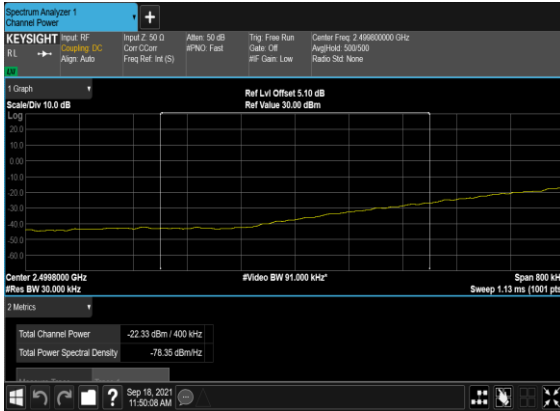 Spectrum Analyzer 1
Channel Power
KEYSIGHT
RL
Input: RF
Coupling: DC
Align: Auto
Input Z: 50 Ω
Corr CCorr
Freq Ref: Int (S)
Atten: 50 dB
#PNO: Fast
Trig: Free Run
Gate: Off
#IF Gain: Low
Center Freq: 2.499800000 GHz
Avg|Hold: 500/500
Radio Std: None
1 Graph
Scale/Div 10.0 dB
Ref Lvl Offset 5.10 dB
Ref Value 30.00 dBm
Log
20.0
10.0
0.00
-10.0
-20.0
-30.0
-40.0
-50.0
-60.0
Center 2.4998000 GHz
#Video BW 91.000 kHz*
Span 800 kH
#Res BW 30.000 kHz
Sweep 1.13 ms (1001 pts
2 Metrics
Total Channel Power -22.33 dBm / 400 kHz
Total Power Spectral Density -78.35 dBm/Hz
?
Sep 18, 2021
11:50:08 AM